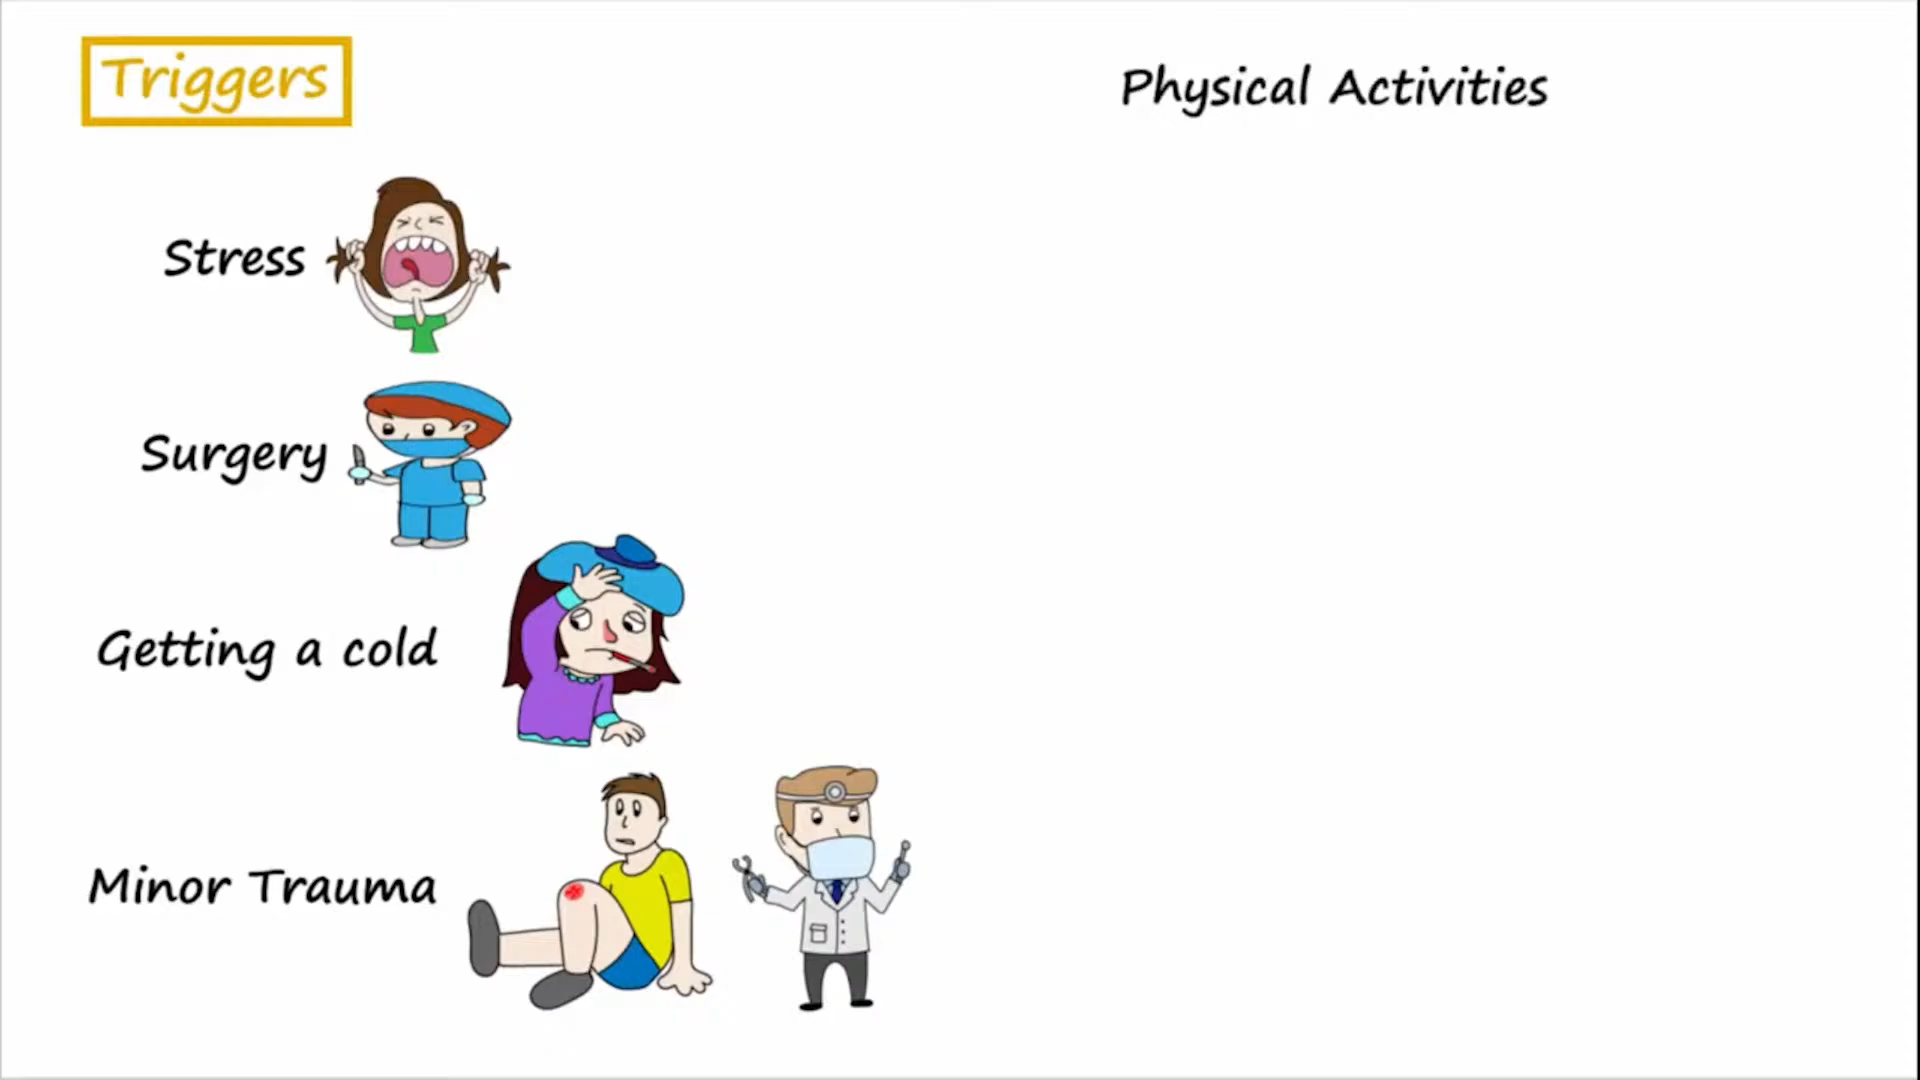 Triggers
Physical Activities
Stress
Surgery
Getting a cold
Minor Trauma